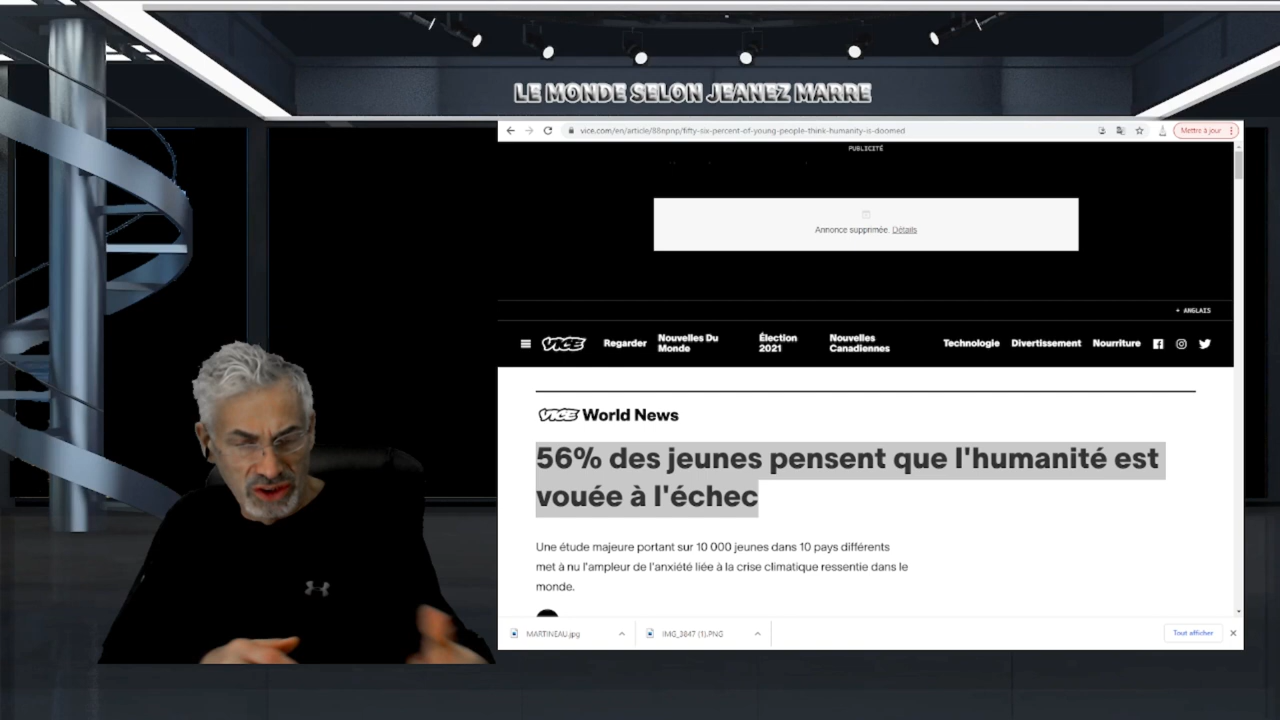 LE MONDE SELON JEANEZ MARRE
vice.com/en/article/88npnp/fifty-six-percent-of-young-people-think-humanity-is-doomed
Mettre à jour
PUBLICITÉ
Annonce supprimée. Détails
+ ANGLAIS
VICE
Regarder
Nouvelles Du
Monde
Élection
2021
Nouvelles
Canadiennes
Technologie
Divertissement
Nourriture
VICE World News
56% des jeunes pensent que l'humanité est
vouée à l'échec
Une étude majeure portant sur 10 000 jeunes dans 10 pays différents
met à nu l'ampleur de l'anxiété liée à la crise climatique ressentie dans le
monde.
MARTINEAU.jpg
IMG_3847 (1).PNG
Tout afficher